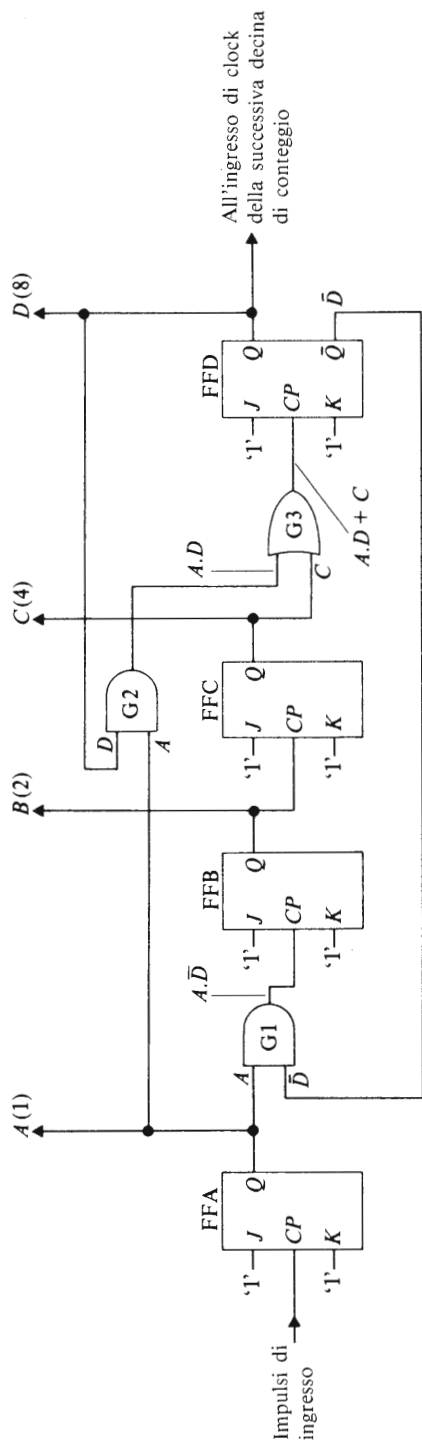 A(1)
B(2)
C(4)
D(8)
Impulsi di
ingresso
FFA
'1'
J
Q
CP
'1'
K
A
D̄
G1
A.D̄
FFB
'1'
J
Q
CP
'1'
K
D
A
G2
FFC
'1'
J
Q
CP
'1'
K
A.D
C
G3
A.D + C
FFD
'1'
J
Q
CP
Q̄
'1'
K
D̄
All'ingresso di clock
della successiva decina
di conteggio